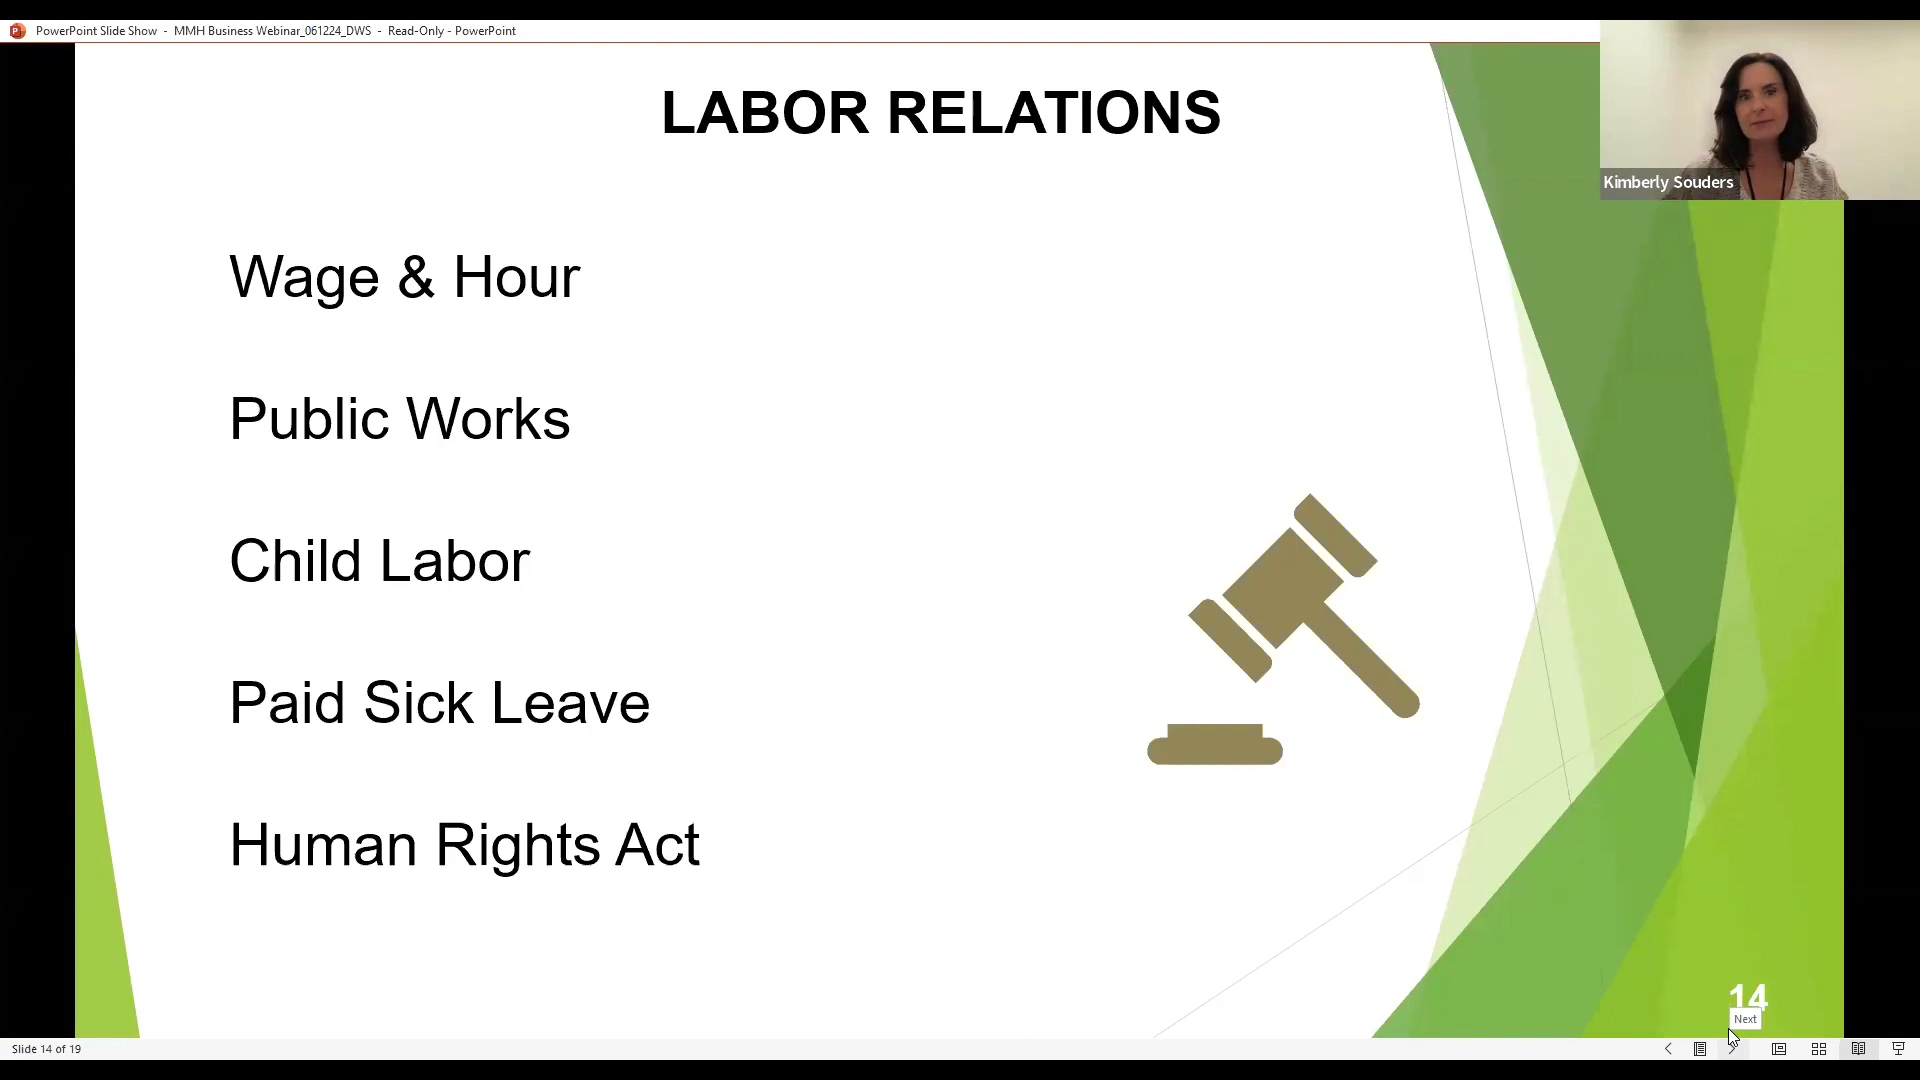 PowerPoint Slide Show - MMH Business Webinar_061224_DWS - Read-Only - PowerPoint
LABOR RELATIONS
Kimberly Souders
Wage & Hour
Public Works
Child Labor
Paid Sick Leave
Human Rights Act
14
Next
Slide 14 of 19